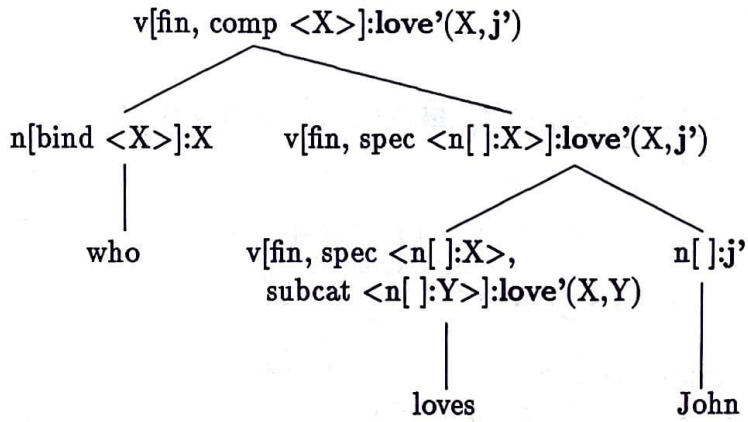 v[fin, comp <X>]:love’(X,j’)
n[bind <X>]:X v[fin, spec <n[ ]:X>]:love’(X,j’)
who v[fin, spec <n[ ]:X>, n[ ]:j’
subcat <n[ ]:Y>]:love’(X,Y)
loves John